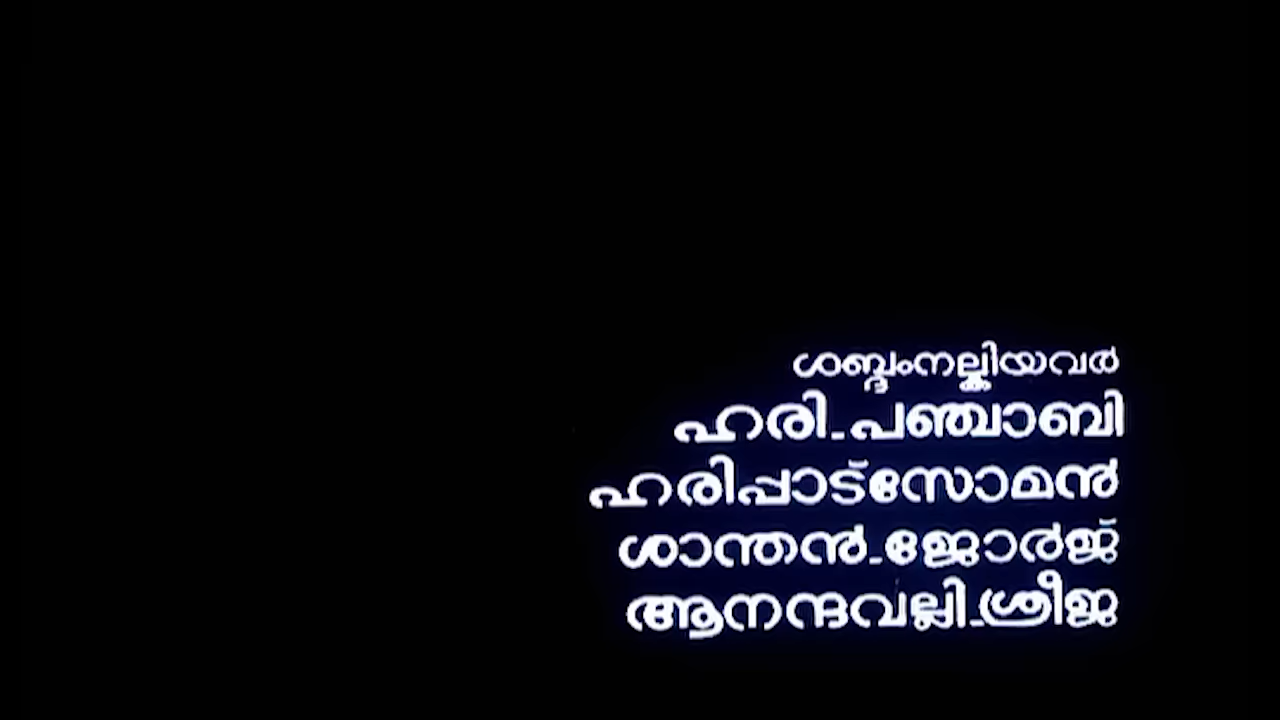 ശബ്ദംനല്കിയവർ
ഹരി-പഞ്ചാബി
ഹരിപ്പാട്സോമൻ
ശാന്തൻ-ജോർജ്
ആനന്ദവല്ലി-ശ്രീജ